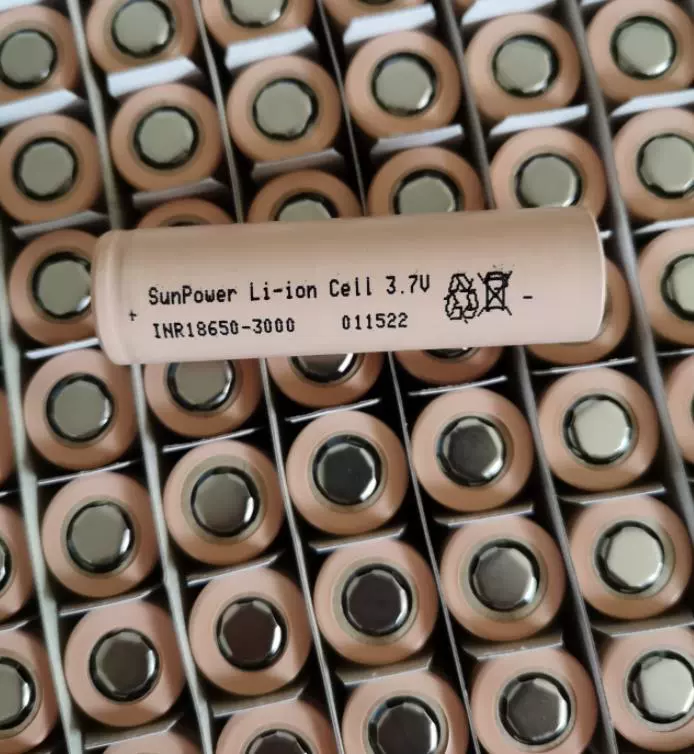 SunPower Li-ion Cell 3.7V
+ -
INR18650-3000 011522